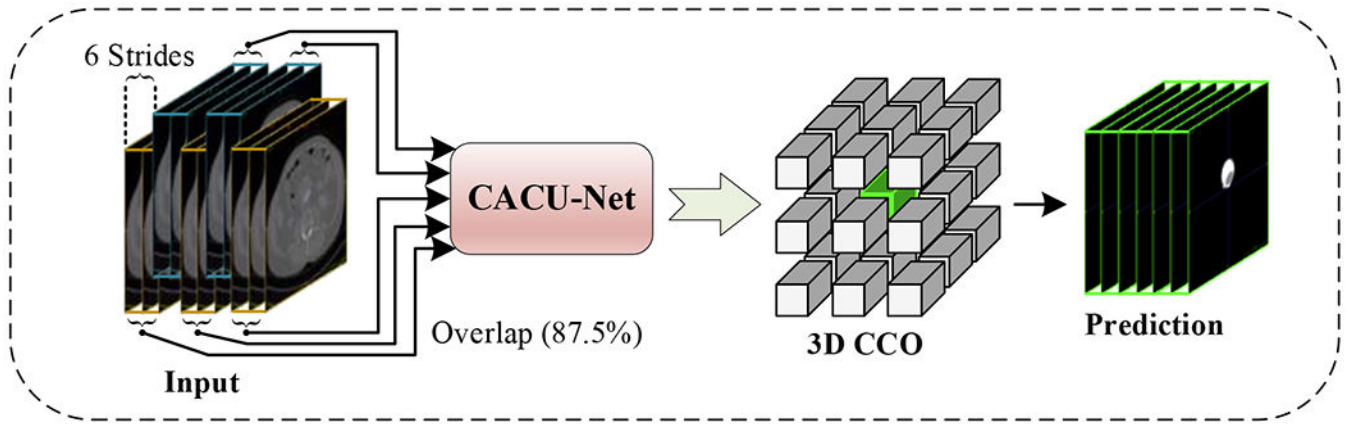 6 Strides
CACU-Net
Overlap (87.5%)
Input
3D CCO
Prediction